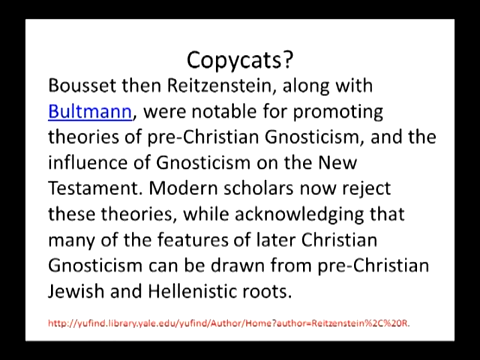 Copycats?
Bousset then Reitzenstein, along with
Bultmann, were notable for promoting
theories of pre-Christian Gnosticism, and the
influence of Gnosticism on the New
Testament. Modern scholars now reject
these theories, while acknowledging that
many of the features of later Christian
Gnosticism can be drawn from pre-Christian
Jewish and Hellenistic roots.
http://yufind.library.yale.edu/yufind/Author/Home?author=Reitzenstein%2C%20R.